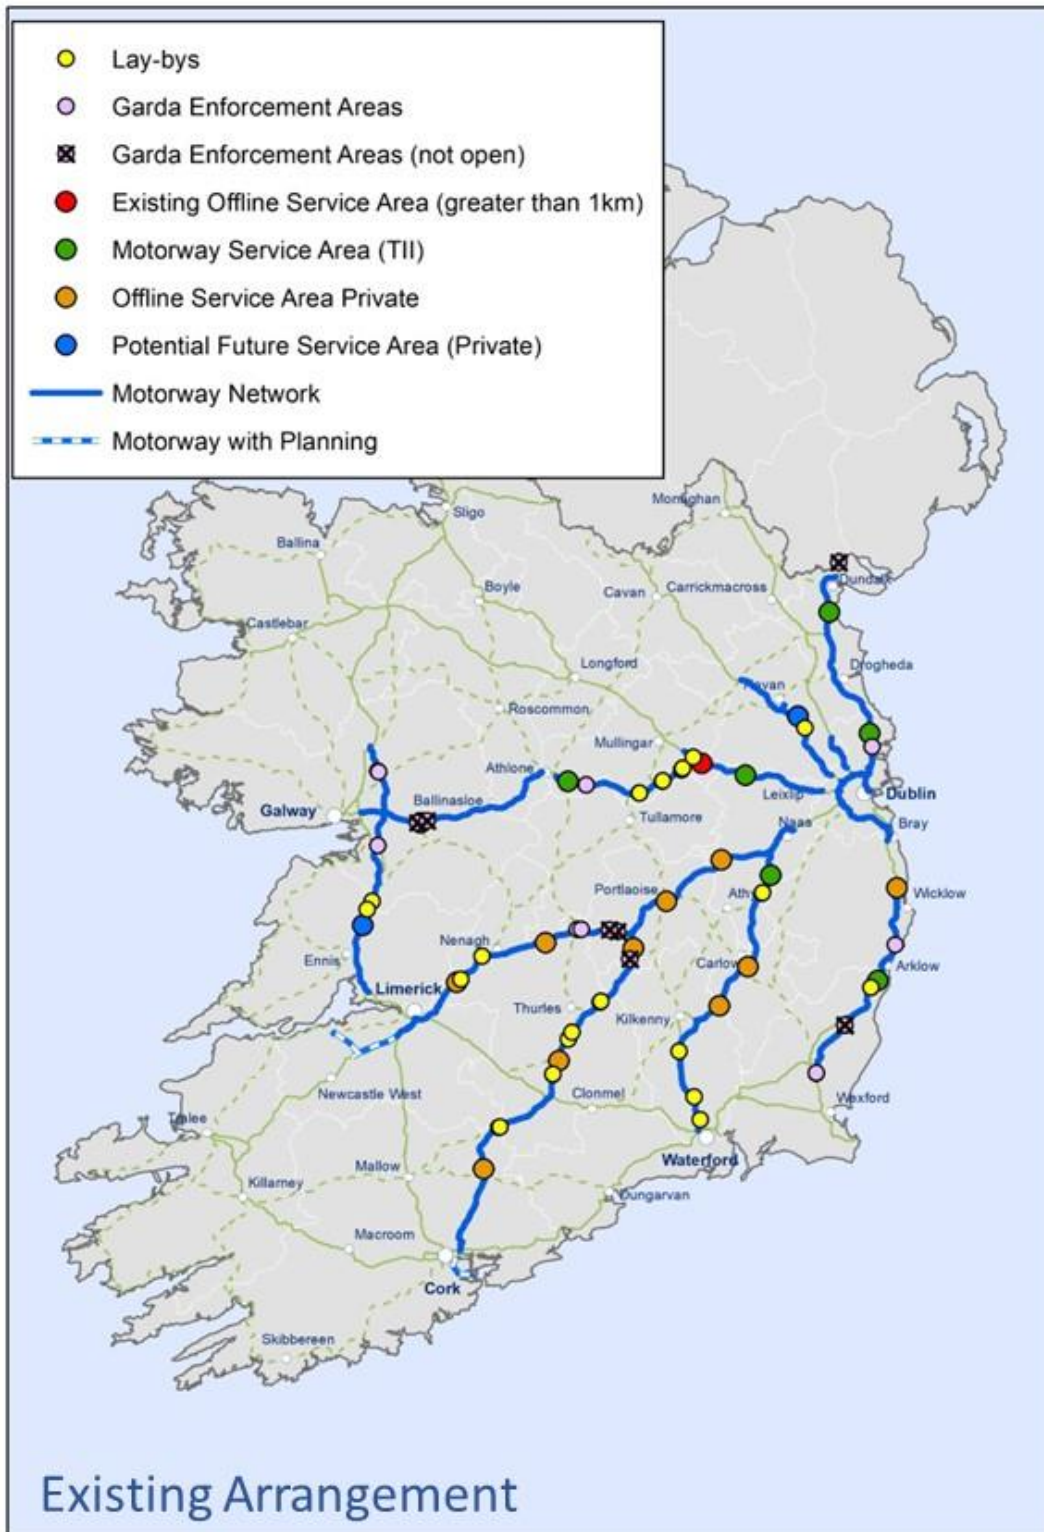 Lay-bys
Garda Enforcement Areas
Garda Enforcement Areas (not open)
Existing Offline Service Area (greater than 1km)
Motorway Service Area (TII)
Offline Service Area Private
Potential Future Service Area (Private)
Motorway Network
Motorway with Planning
Monaghan
Sligo
Ballina
Boyle
Cavan
Carrickmacross
Dundalk
Castlebar
Longford
Drogheda
Navan
Roscommon
Mullingar
Athlone
Ballinasloe
Leixlip
Dublin
Galway
Tullamore
Naas
Bray
Portlaoise
Athy
Wicklow
Nenagh
Ennis
Carlow
Arklow
Limerick
Thurles
Kilkenny
Newcastle West
Clonmel
Wexford
Tralee
Waterford
Mallow
Killarney
Dungarvan
Macroom
Cork
Skibbereen
Existing Arrangement